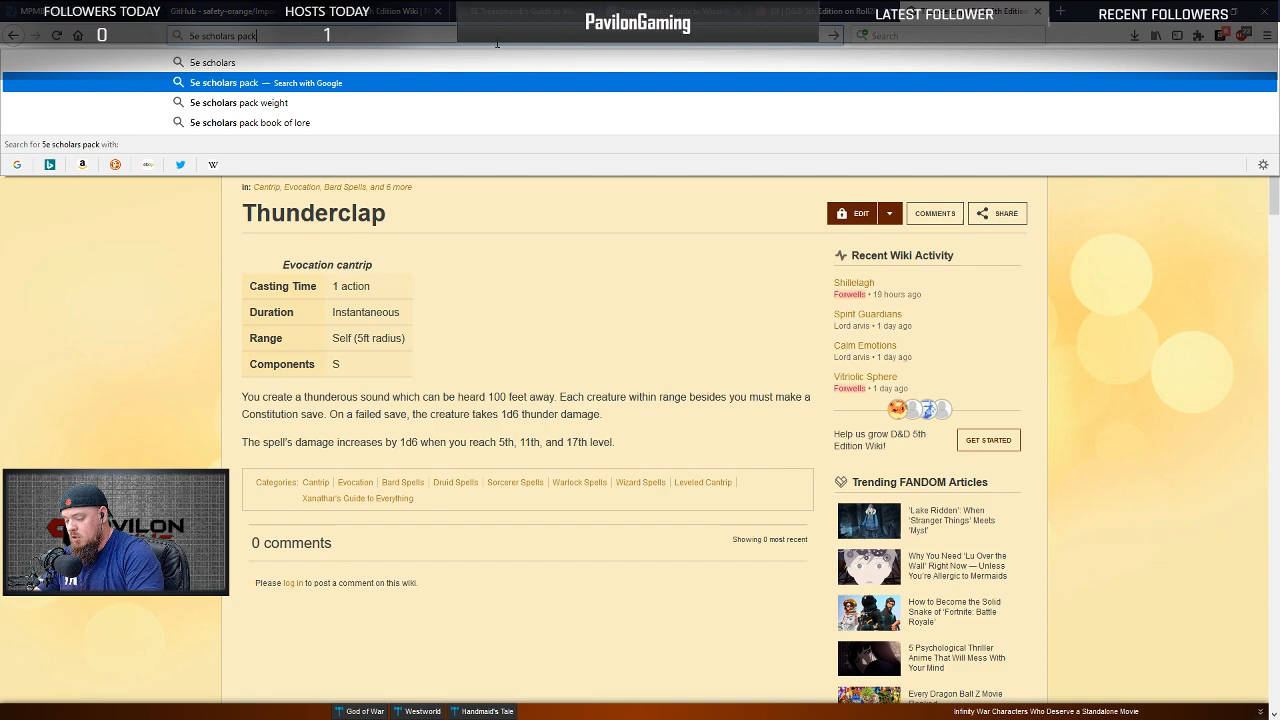 FOLLOWERS TODAY
0
HOSTS TODAY
1
PavilonGaming
LATEST FOLLOWER
RECENT FOLLOWERS
5e scholars pack
Search
5e scholars
5e scholars pack — Search with Google
5e scholars pack weight
5e scholars pack book of lore
Search for 5e scholars pack with:
in: Cantrip, Evocation, Bard Spells, and 6 more
Thunderclap
EDIT
COMMENTS
SHARE
Evocation cantrip
Casting Time 1 action
Duration Instantaneous
Range Self (5ft radius)
Components S
You create a thunderous sound which can be heard 100 feet away. Each creature within range besides you must make a
Constitution save. On a failed save, the creature takes 1d6 thunder damage.
The spell's damage increases by 1d6 when you reach 5th, 11th, and 17th level.
Categories: Cantrip Evocation Bard Spells Druid Spells Sorcerer Spells Warlock Spells Wizard Spells Leveled Cantrip
Xanathar's Guide to Everything
0 comments
Showing 0 most recent
Please log in to post a comment on this wiki.
Recent Wiki Activity
Shillelagh
Foxwells • 19 hours ago
Spirit Guardians
Lord arvis • 1 day ago
Calm Emotions
Lord arvis • 1 day ago
Vitriolic Sphere
Foxwells • 1 day ago
Help us grow D&D 5th
Edition Wiki!
GET STARTED
Trending FANDOM Articles
'Lake Ridden': When
'Stranger Things' Meets
'Myst'
Why You Need 'Lu Over the
Wall' Right Now — Unless
You're Allergic to Mermaids
How to Become the Solid
Snake of 'Fortnite: Battle
Royale'
5 Psychological Thriller
Anime That Will Mess With
Your Mind
Every Dragon Ball Z Movie
God of War
Westworld
Handmaid's Tale
Infinity War Characters Who Deserve a Standalone Movie